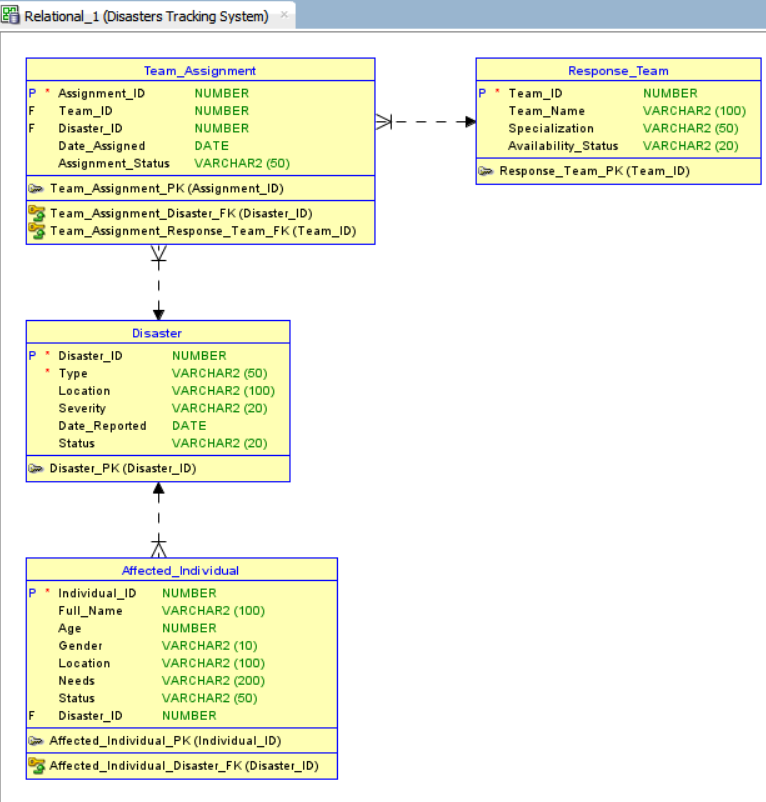 Relational_1 (Disasters Tracking System) ×
Team_Assignment
P * Assignment_ID NUMBER
F Team_ID NUMBER
F Disaster_ID NUMBER
Date_Assigned DATE
Assignment_Status VARCHAR2 (50)
Team_Assignment_PK (Assignment_ID)
Team_Assignment_Disaster_FK (Disaster_ID)
Team_Assignment_Response_Team_FK (Team_ID)
Response_Team
P * Team_ID NUMBER
Team_Name VARCHAR2 (100)
Specialization VARCHAR2 (50)
Availability_Status VARCHAR2 (20)
Response_Team_PK (Team_ID)
Disaster
P * Disaster_ID NUMBER
* Type VARCHAR2 (50)
Location VARCHAR2 (100)
Severity VARCHAR2 (20)
Date_Reported DATE
Status VARCHAR2 (20)
Disaster_PK (Disaster_ID)
Affected_Individual
P * Individual_ID NUMBER
Full_Name VARCHAR2 (100)
Age NUMBER
Gender VARCHAR2 (10)
Location VARCHAR2 (100)
Needs VARCHAR2 (200)
Status VARCHAR2 (50)
F Disaster_ID NUMBER
Affected_Individual_PK (Individual_ID)
Affected_Individual_Disaster_FK (Disaster_ID)